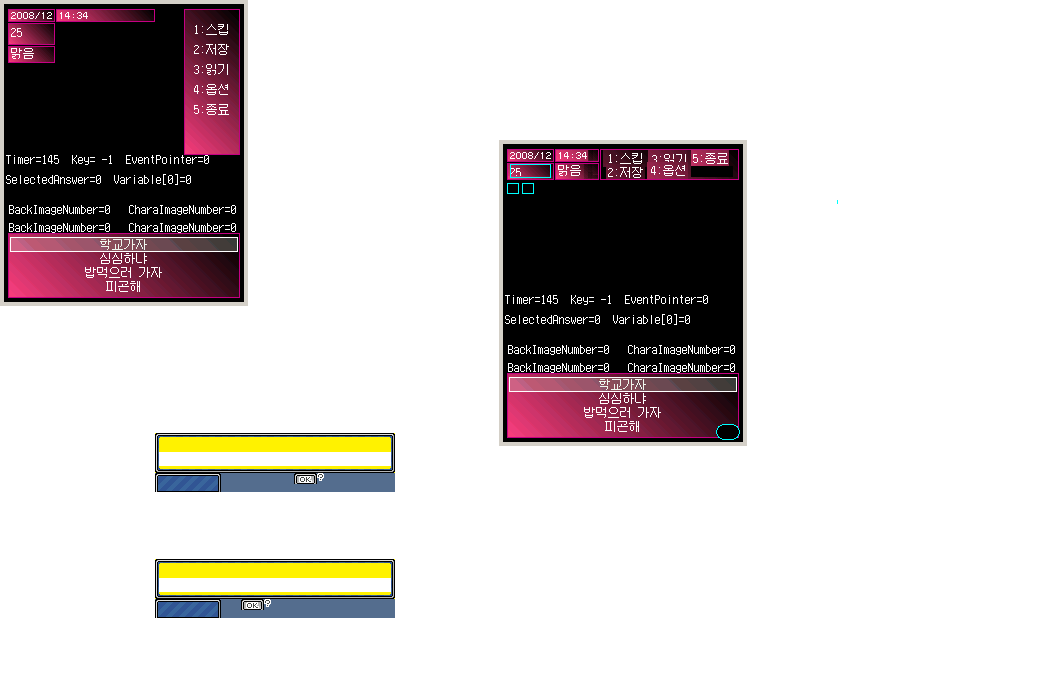 2008/12 14:34
25
맑음
1:스킵
2:저장
3:읽기
4:옵션
5:종료
Timer=145 Key= -1 EventPointer=0
SelectedAnswer=0 Variable[0]=0
BackImageNumber=0 CharaImageNumber=0
BackImageNumber=0 CharaImageNumber=0
학교가자
심심하냐
밥먹으러 가자
피곤해
2008/12 14:34 1:스킵 3:읽기 5:종료
25 맑음 2:저장 4:옵션
Timer=145 Key= -1 EventPointer=0
SelectedAnswer=0 Variable[0]=0
BackImageNumber=0 CharaImageNumber=0
BackImageNumber=0 CharaImageNumber=0
학교가자
심심하냐
밥먹으러 가자
피곤해
OK ?
OK ?